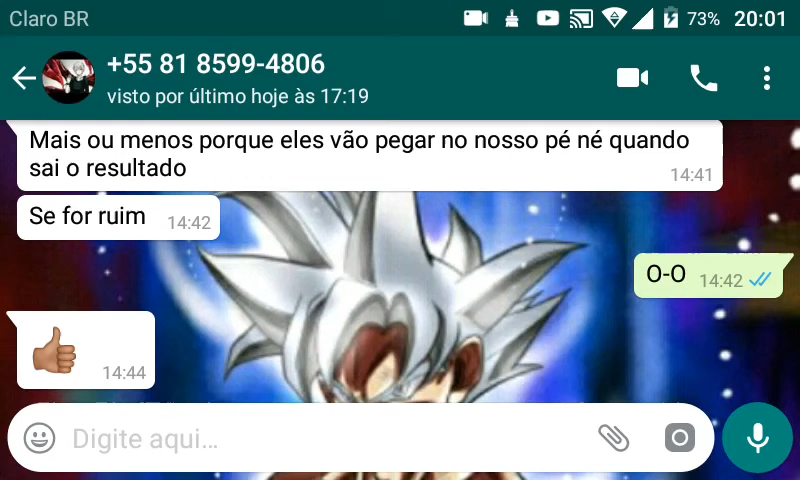 Claro BR
73%
20:01
+55 81 8599-4806
visto por último hoje às 17:19
Mais ou menos porque eles vão pegar no nosso pé né quando
sai o resultado
14:41
Se for ruim
14:42
O-O
14:42
14:44
Digite aqui...